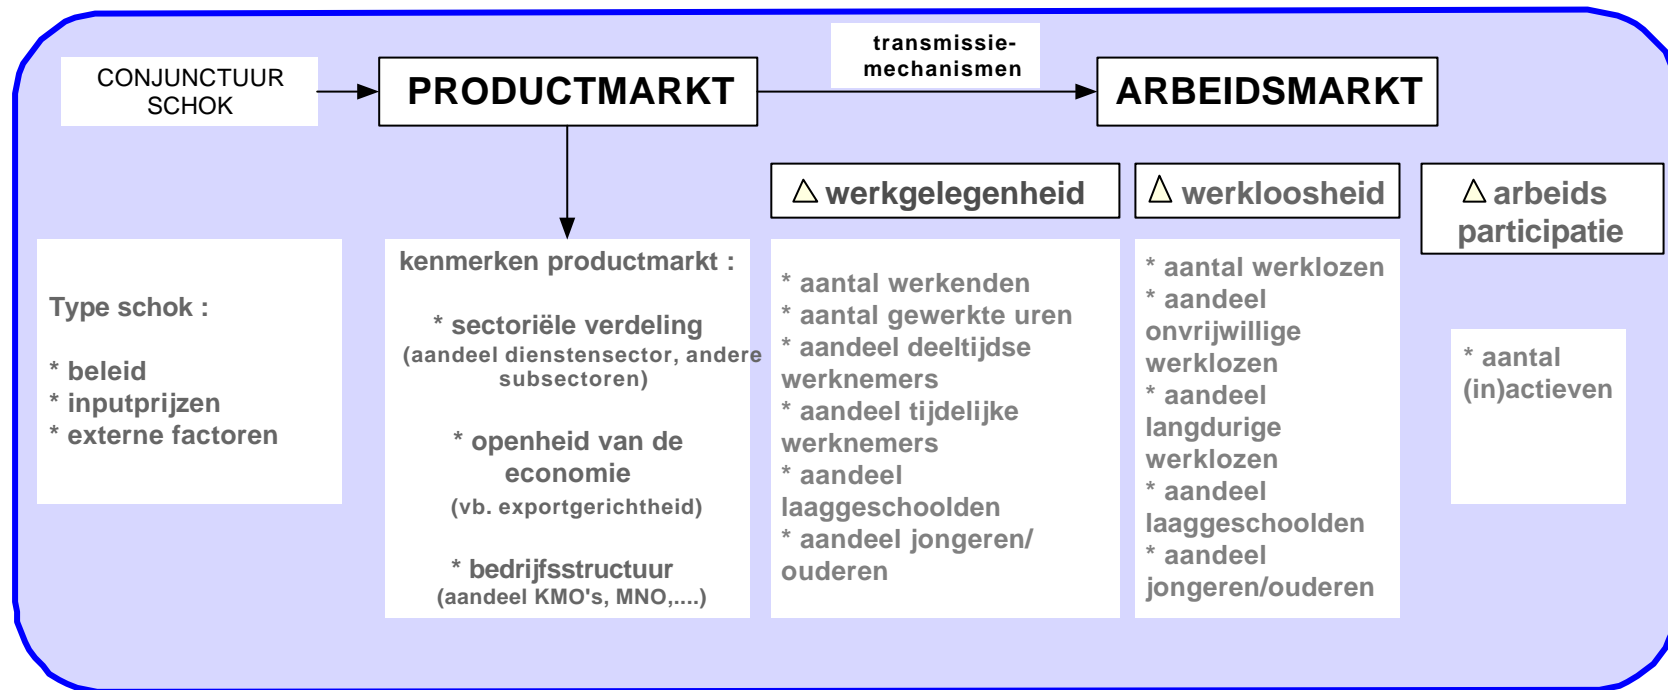 CONJUNCTUUR
SCHOK
PRODUCTMARKT
transmissie-
mechanismen
ARBEIDSMARKT
△ werkgelegenheid
△ werkloosheid
△ arbeids
participatie
Type schok :
* beleid
* inputprijzen
* externe factoren
kenmerken productmarkt :
* sectoriële verdeling
(aandeel dienstensector, andere
subsectoren)
* openheid van de
economie
(vb. exportgerichtheid)
* bedrijfsstructuur
(aandeel KMO's, MNO,....)
* aantal werkenden
* aantal gewerkte uren
* aandeel deeltijdse
werknemers
* aandeel tijdelijke
werknemers
* aandeel
laaggeschoolden
* aandeel jongeren/
ouderen
* aantal werklozen
* aandeel
onvrijwillige
werklozen
* aandeel
langdurige
werklozen
* aandeel
laaggeschoolden
* aandeel
jongeren/ouderen
* aantal
(in)actieven